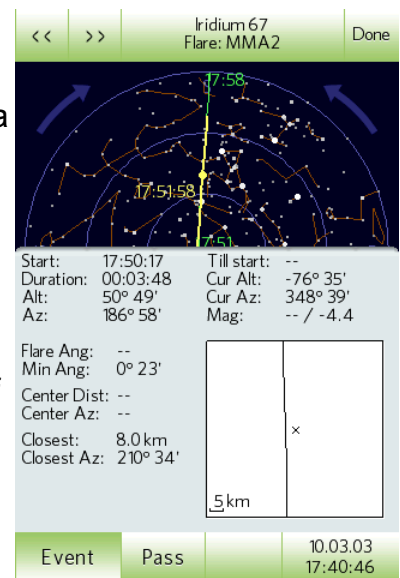 << >> Iridium 67 Done
Flare: MMA2
17:58
a
17:51:58
7:51
Start: 17:50:17 Till start: --
Duration: 00:03:48 Cur Alt: -76° 35'
Alt: 50° 49' Cur Az: 348° 39'
Az: 186° 58' Mag: -- / -4.4
Flare Ang: --
Min Ang: 0° 23'
Center Dist: --
Center Az: --
Closest: 8.0 km
Closest Az: 210° 34'
×
5 km
Event Pass 10.03.03
17:40:46